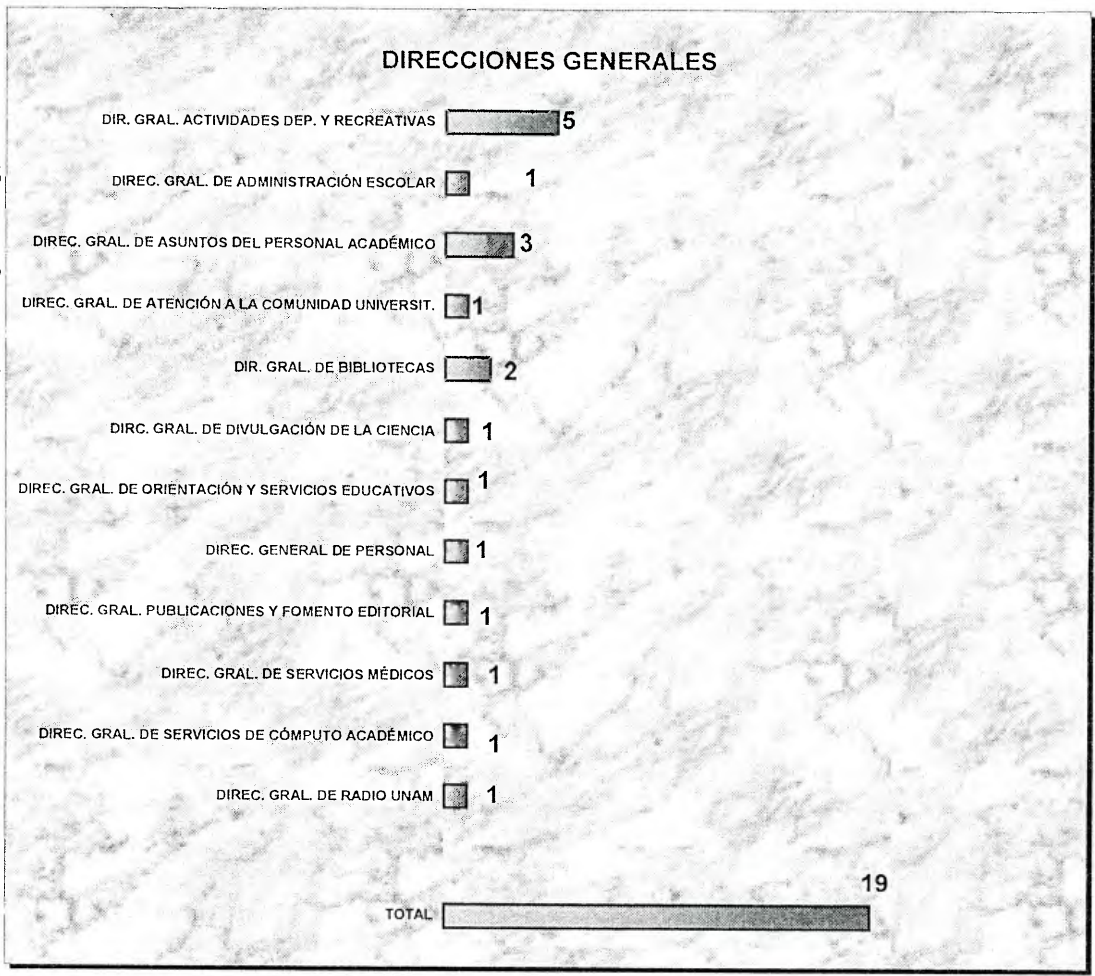 DIRECCIONES GENERALES
DIR. GRAL. ACTIVIDADES DEP. Y RECREATIVAS 5
DIREC. GRAL. DE ADMINISTRACIÓN ESCOLAR 1
DIREC. GRAL. DE ASUNTOS DEL PERSONAL ACADÉMICO 3
DIREC. GRAL. DE ATENCIÓN A LA COMUNIDAD UNIVERSIT. 1
DIR. GRAL. DE BIBLIOTECAS 2
DIRC. GRAL. DE DIVULGACIÓN DE LA CIENCIA 1
DIREC. GRAL. DE ORIENTACIÓN Y SERVICIOS EDUCATIVOS 1
DIREC. GENERAL DE PERSONAL 1
DIREC. GRAL. PUBLICACIONES Y FOMENTO EDITORIAL 1
DIREC. GRAL. DE SERVICIOS MÉDICOS 1
DIREC. GRAL. DE SERVICIOS DE CÓMPUTO ACADÉMICO 1
DIREC. GRAL. DE RADIO UNAM 1
TOTAL 19